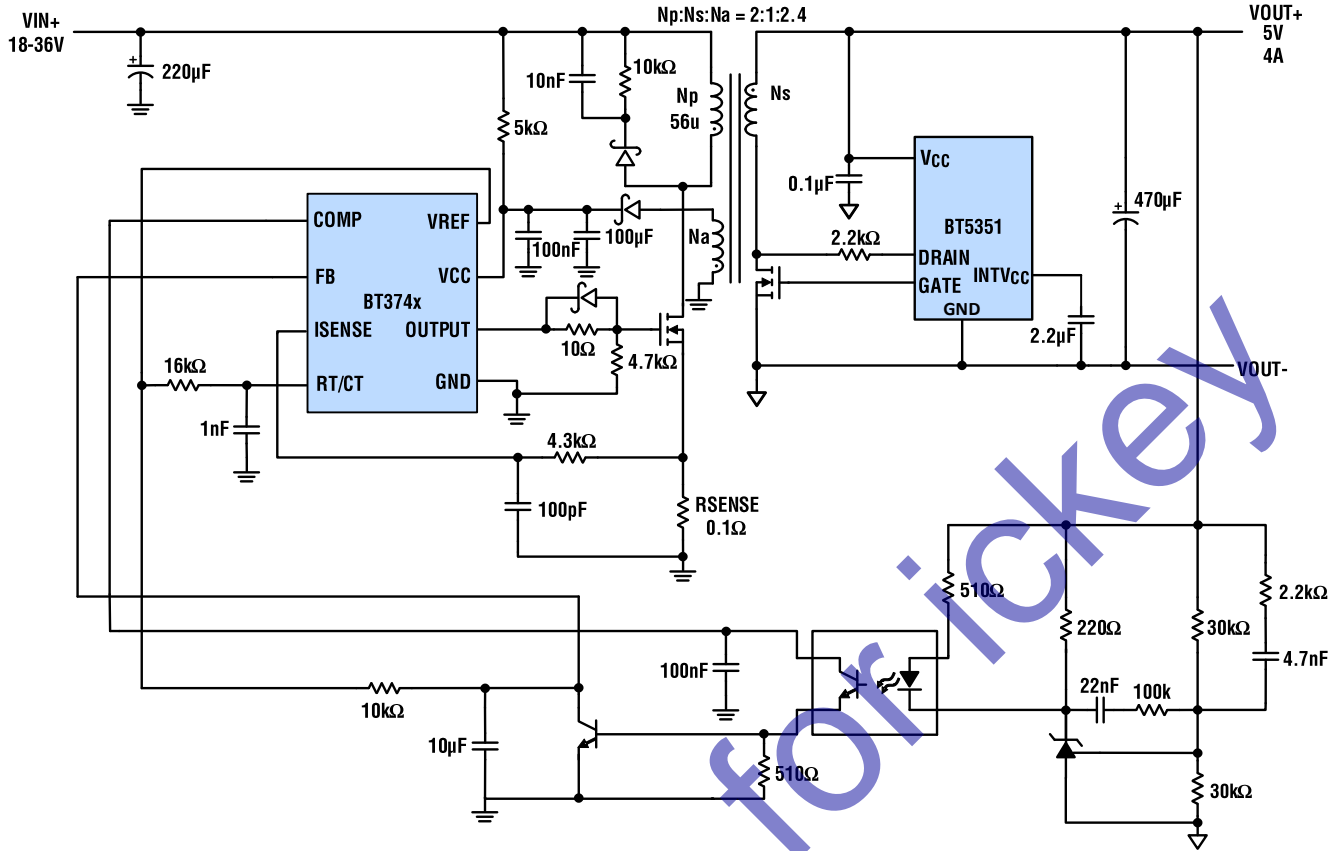 Np:Ns:Na = 2:1:2.4
VIN+
18-36V
VOUT+
5V
4A
220µF
10nF
10kΩ
Np
56u
Ns
5kΩ
VCC
0.1µF
BT5351
470µF
COMP
VREF
100nF
100µF
Na
2.2kΩ
DRAIN
FB
VCC
GATE
INTVCC
BT374x
GND
ISENSE
OUTPUT
10Ω
4.7kΩ
2.2µF
16kΩ
RT/CT
GND
VOUT-
1nF
4.3kΩ
100pF
RSENSE
0.1Ω
510Ω
2.2kΩ
220Ω
30kΩ
4.7nF
100nF
22nF
100k
10kΩ
10µF
510Ω
30kΩ
for ickey